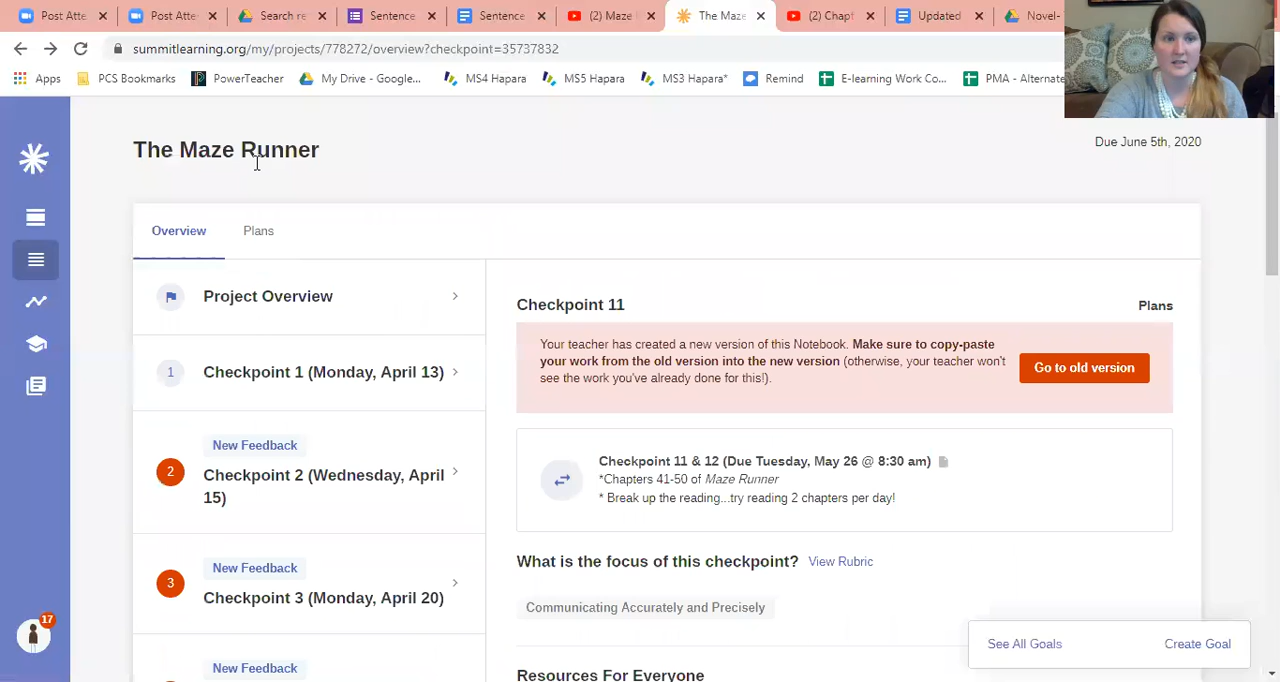 Post Atte
Post Atte
Search re
Sentence
Sentence
(2) Maze
The Maze
(2) Chapt
Updated
Novel-
summitlearning.org/my/projects/778272/overview?checkpoint=35737832
Apps
PCS Bookmarks
PowerTeacher
My Drive - Google...
MS4 Hapara
MS5 Hapara
MS3 Hapara*
Remind
E-learning Work Co...
PMA - Alternate
The Maze Runner
Due June 5th, 2020
Overview
Plans
Project Overview
1
Checkpoint 1 (Monday, April 13)
New Feedback
2
Checkpoint 2 (Wednesday, April
15)
New Feedback
3
Checkpoint 3 (Monday, April 20)
New Feedback
17
Checkpoint 11
Plans
Your teacher has created a new version of this Notebook. Make sure to copy-paste
your work from the old version into the new version (otherwise, your teacher won't
see the work you've already done for this!).
Go to old version
Checkpoint 11 & 12 (Due Tuesday, May 26 @ 8:30 am)
*Chapters 41-50 of Maze Runner
* Break up the reading...try reading 2 chapters per day!
What is the focus of this checkpoint? View Rubric
Communicating Accurately and Precisely
Resources For Everyone
See All Goals
Create Goal